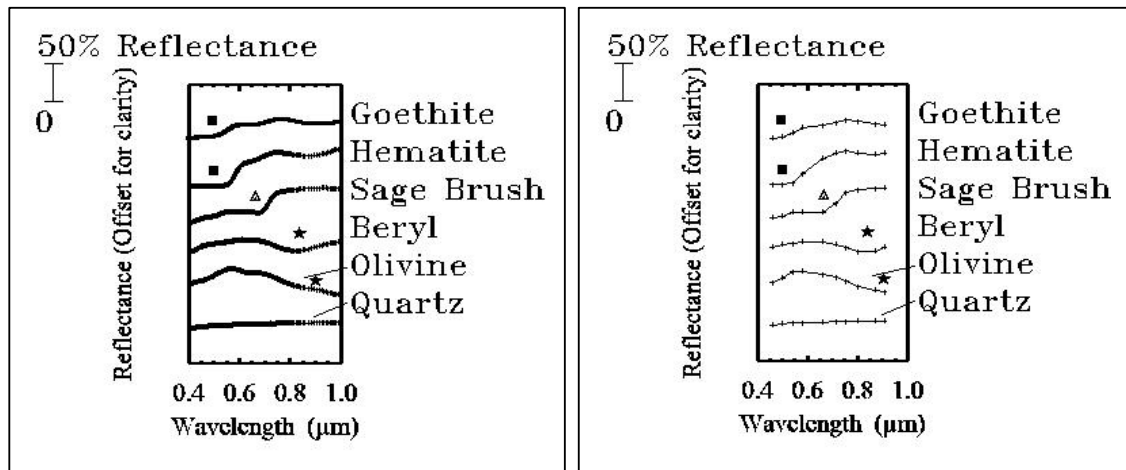 50% Reflectance
0
Reflectance (Offset for clarity)
Goethite
Hematite
Sage Brush
Beryl
Olivine
Quartz
0.4 0.6 0.8 1.0
Wavelength (µm)
50% Reflectance
0
Reflectance (Offset for clarity)
Goethite
Hematite
Sage Brush
Beryl
Olivine
Quartz
0.4 0.6 0.8 1.0
Wavelength (µm)